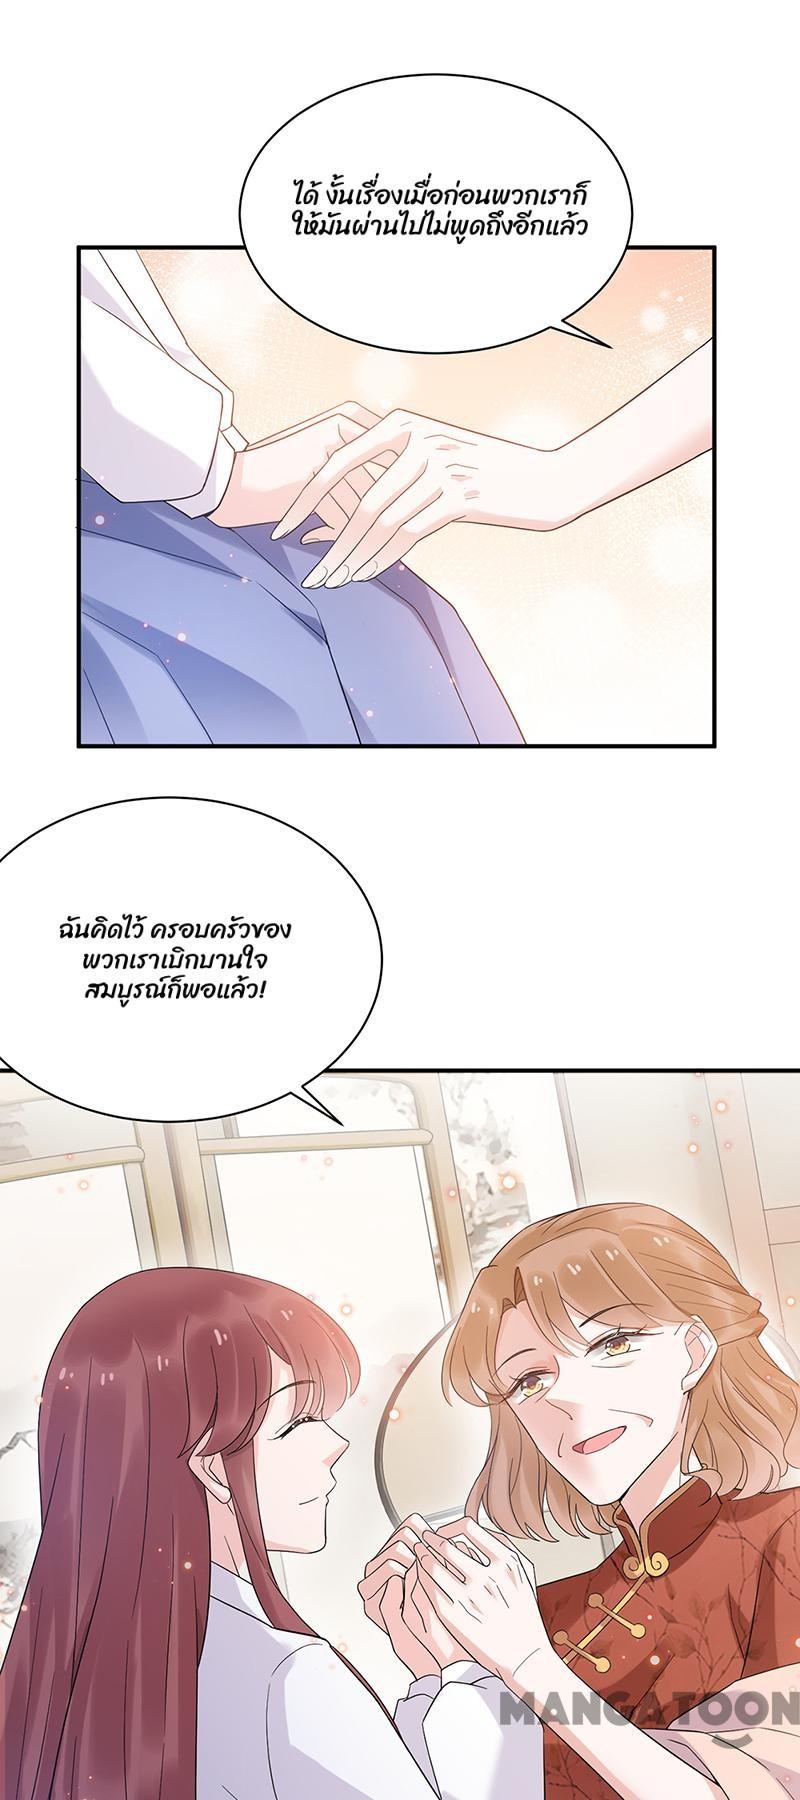 ได้ งั้นเรื่องเมื่อก่อนพวกเราก็
ให้มันผ่านไปไม่พูดถึงอีกแล้ว
ฉันคิดไว้ ครอบครัวของ
พวกเราเบิกบานใจ
สมบูรณ์ก็พอแล้ว!
MANGATOON